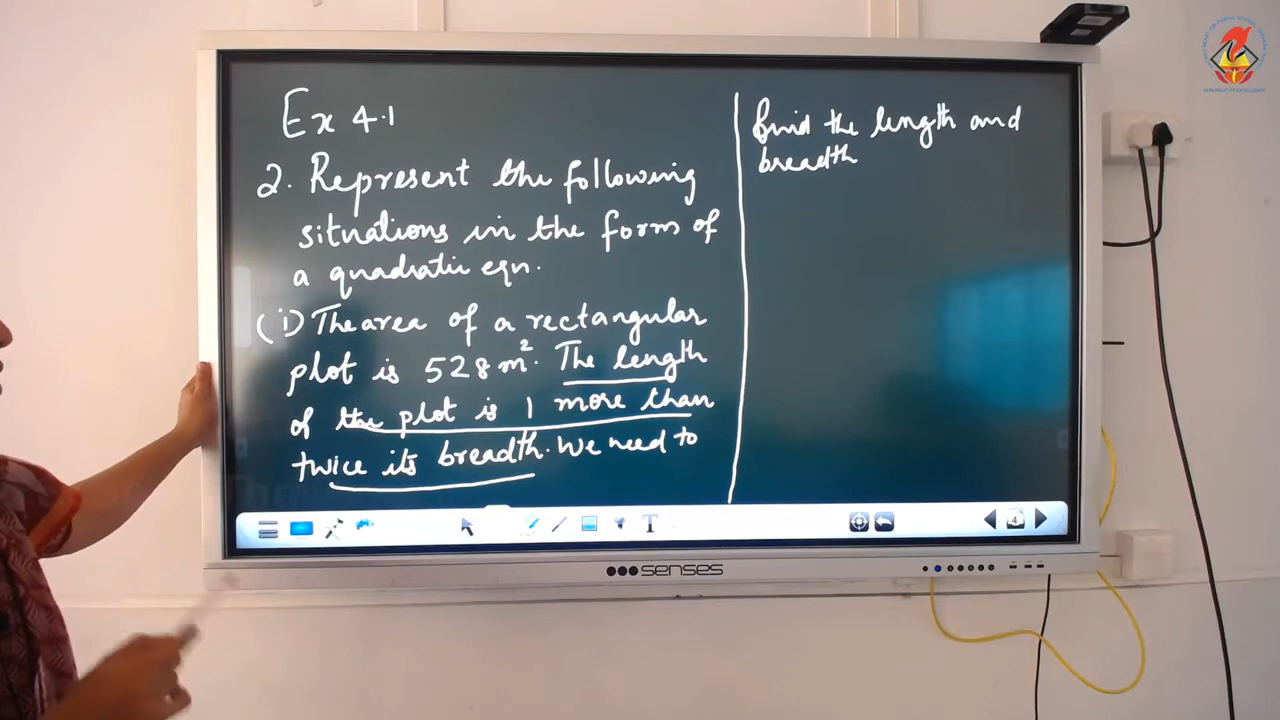 Ex 4.1
2. Represent the following
situations in the form of
a quadratic eqn.
(i) The area of a rectangular
plot is 528m². The length
of the plot is 1 more than
twice its breadth. We need to
find the length and
breadth
T
4
senses